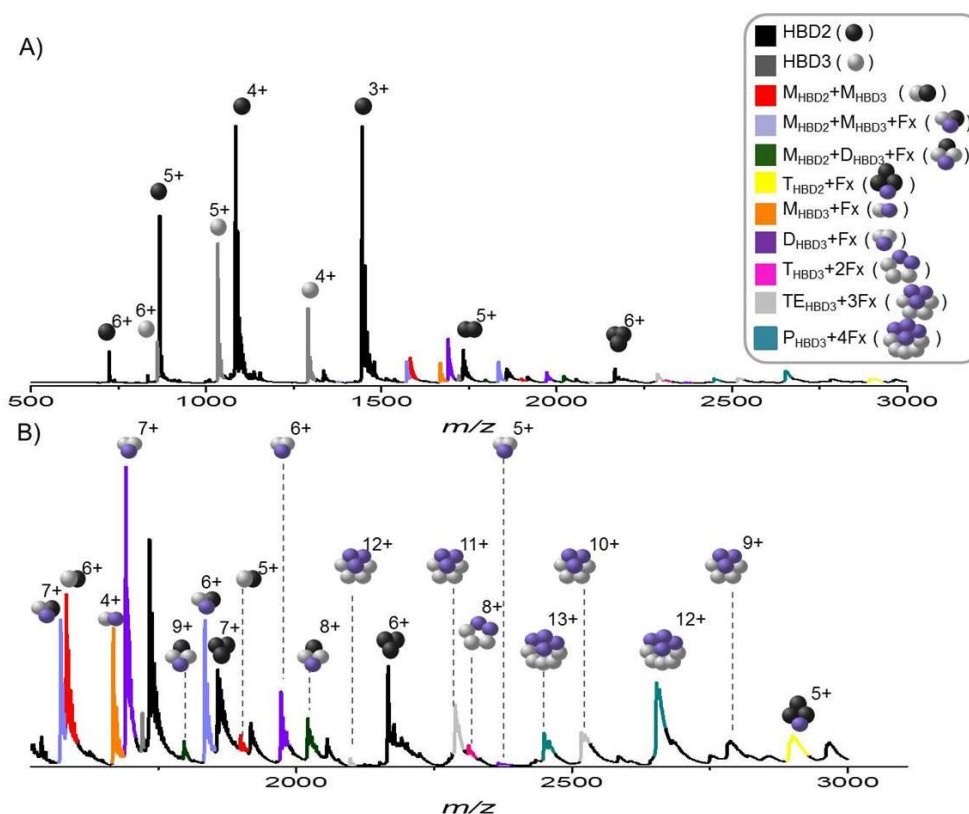 A)
4+
3+
5+
5+
4+
6+
6+
5+
6+
HBD2 ( )
HBD3 ( )
MHBD2+MHBD3 ( )
MHBD2+MHBD3+Fx ( )
MHBD2+DHBD3+Fx ( )
THBD2+Fx ( )
MHBD3+Fx ( )
DHBD3+Fx ( )
THBD3+2Fx ( )
TEHBD3+3Fx ( )
PHBD3+4Fx ( )
500 1000 1500 2000 2500 3000
m/z
B)
7+ 6+ 5+
6+ 6+ 5+ 12+ 11+ 10+ 9+
7+ 4+ 9+ 7+ 8+ 6+ 8+ 13+ 12+ 5+
2000 2500 3000
m/z